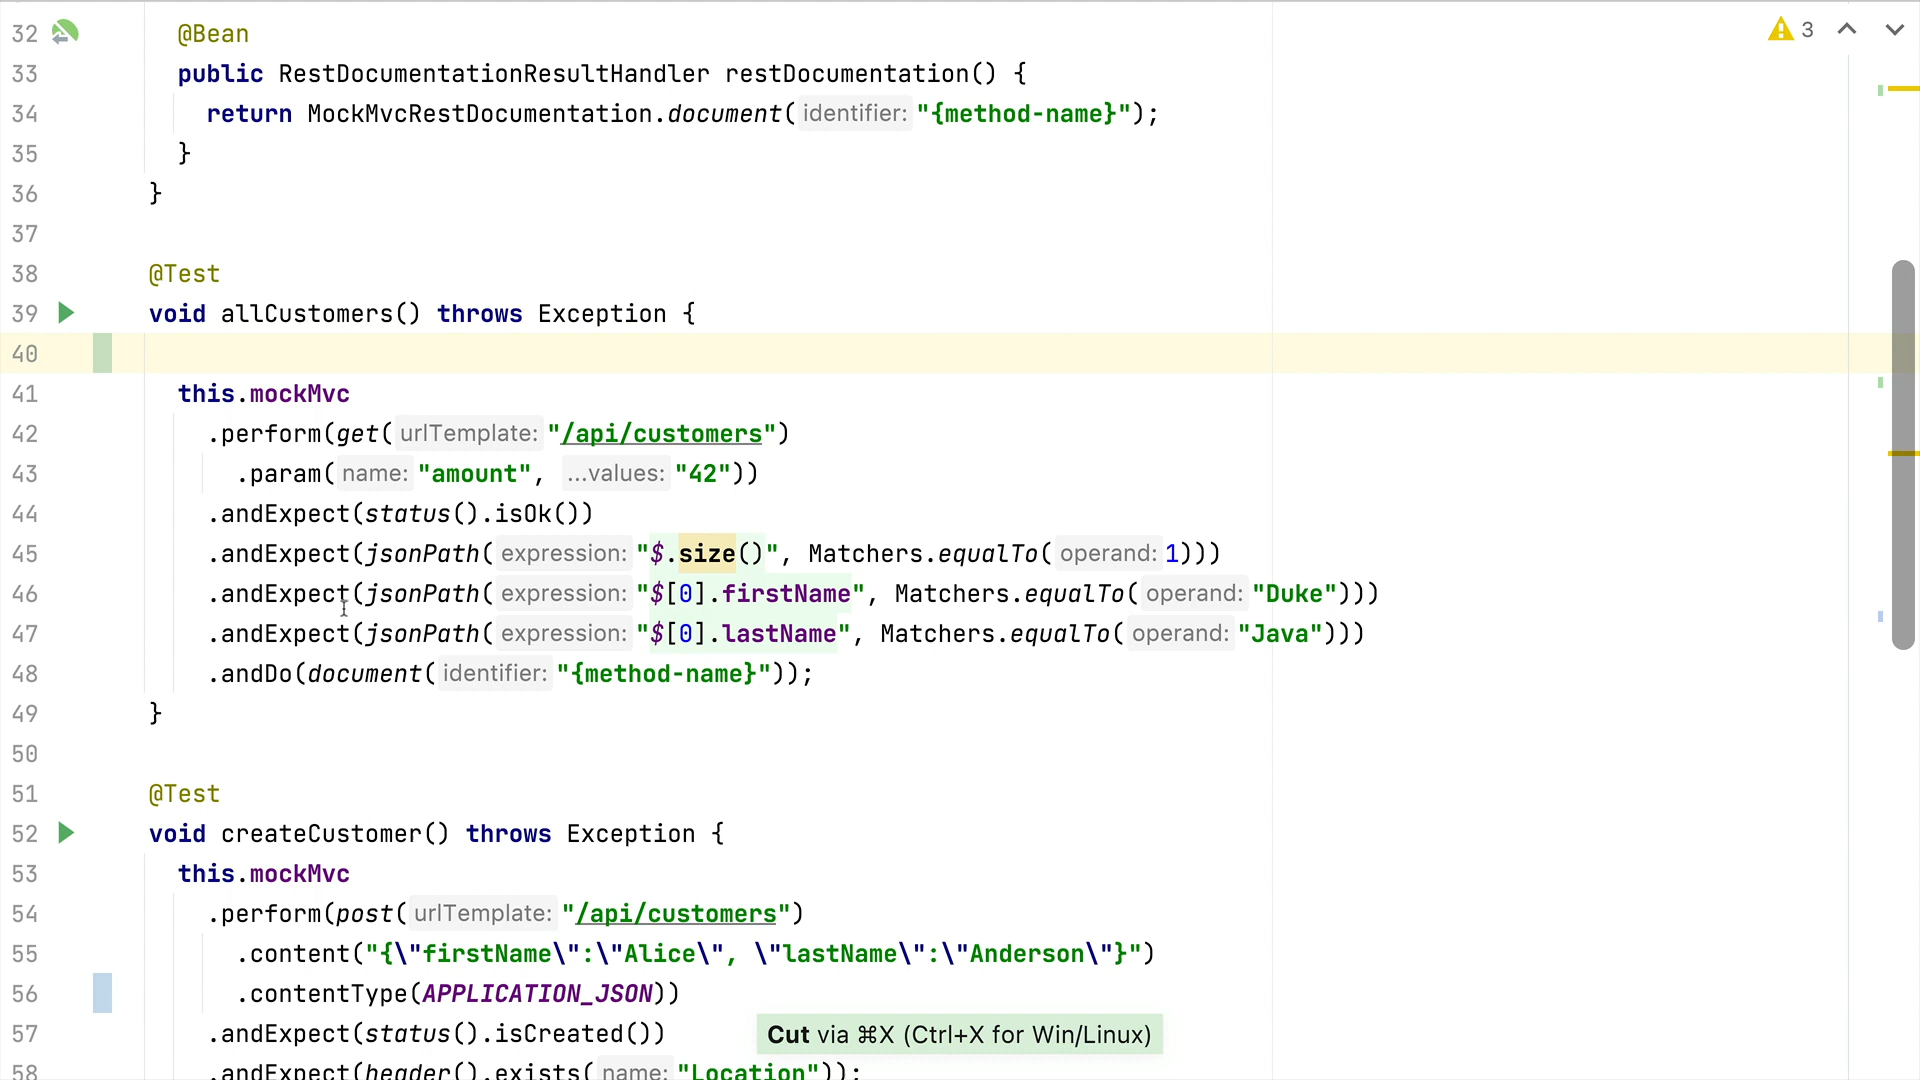 32 @Bean
33 public RestDocumentationResultHandler restDocumentation() {
34 return MockMvcRestDocumentation.document( identifier: "{method-name}");
35 }
36 }
37
38 @Test
39 void allCustomers() throws Exception {
40
41 this.mockMvc
42 .perform(get( urlTemplate: "/api/customers")
43 .param( name: "amount", ...values: "42"))
44 .andExpect(status().isOk())
45 .andExpect(jsonPath( expression: "$.size()", Matchers.equalTo( operand: 1)))
46 .andExpect(jsonPath( expression: "$[0].firstName", Matchers.equalTo( operand: "Duke")))
47 .andExpect(jsonPath( expression: "$[0].lastName", Matchers.equalTo( operand: "Java")))
48 .andDo(document( identifier: "{method-name}"));
49 }
50
51 @Test
52 void createCustomer() throws Exception {
53 this.mockMvc
54 .perform(post( urlTemplate: "/api/customers")
55 .content("{\"firstName\":\"Alice\", \"lastName\":\"Anderson\"}")
56 .contentType(APPLICATION_JSON))
57 .andExpect(status().isCreated())
58 .andExpect(header().exists( name: "Location"));
3
Cut via ⌘X (Ctrl+X for Win/Linux)